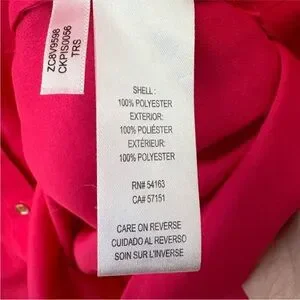 ZC8V9598
CKPIS0056
TRS
SHELL:
100% POLYESTER
EXTERIOR:
100% POLIÉSTER
EXTÉRIEUR:
100% POLYESTER
RN# 54163
CA# 57151
CARE ON REVERSE
CUIDADO AL REVERSO
SOIN SUR L'INVERSE